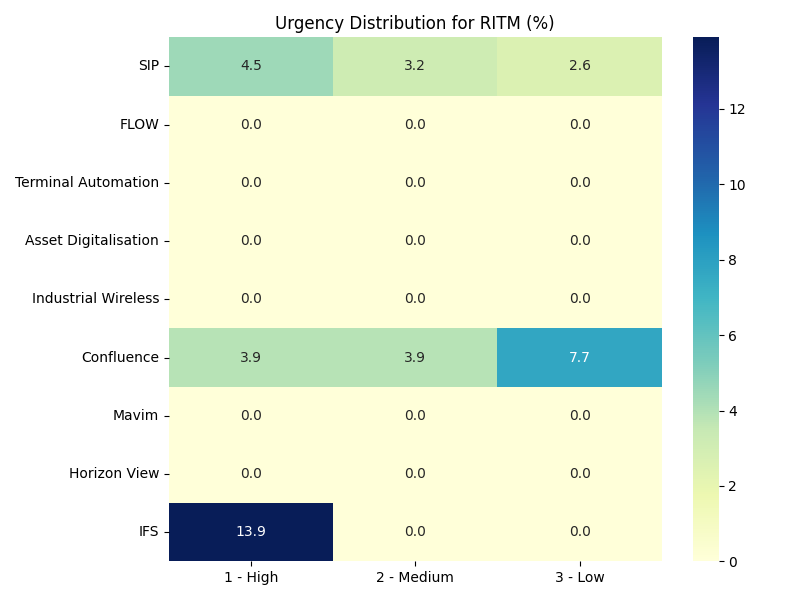 Urgency Distribution for RITM (%)
SIP 4.5 3.2 2.6
FLOW 0.0 0.0 0.0
Terminal Automation 0.0 0.0 0.0
Asset Digitalisation 0.0 0.0 0.0
Industrial Wireless 0.0 0.0 0.0
Confluence 3.9 3.9 7.7
Mavim 0.0 0.0 0.0
Horizon View 0.0 0.0 0.0
IFS 13.9 0.0 0.0
1 - High 2 - Medium 3 - Low
12
10
8
6
4
2
0